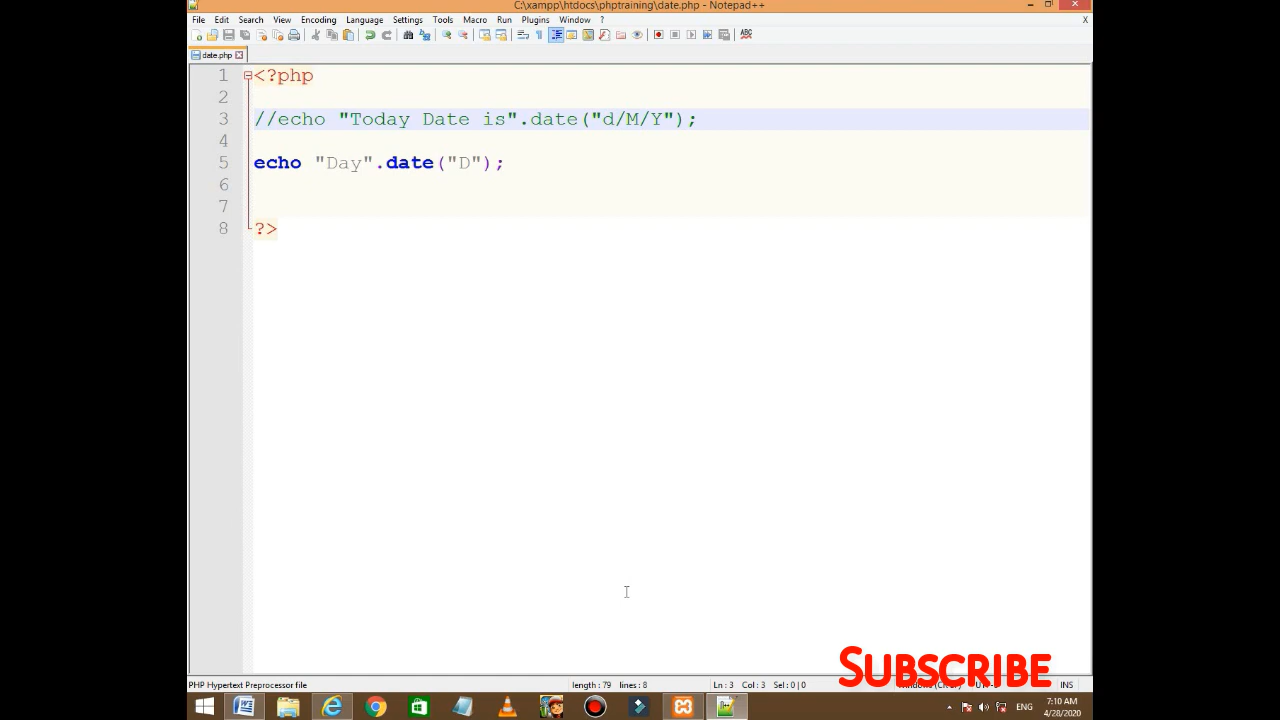 C:\xampp\htdocs\phptraining\date.php - Notepad++
File Edit Search View Encoding Language Settings Tools Macro Run Plugins Window ? X
date.php
1 <?php
2
3 //echo "Today Date is".date("d/M/Y");
4
5 echo "Day".date("D");
6
7
8 ?>
SUBSCRIBE
PHP Hypertext Preprocessor file length : 79 lines : 8 Ln : 3 Col : 3 Sel : 0 | 0 INS
ENG 7:10 AM
4/28/2020